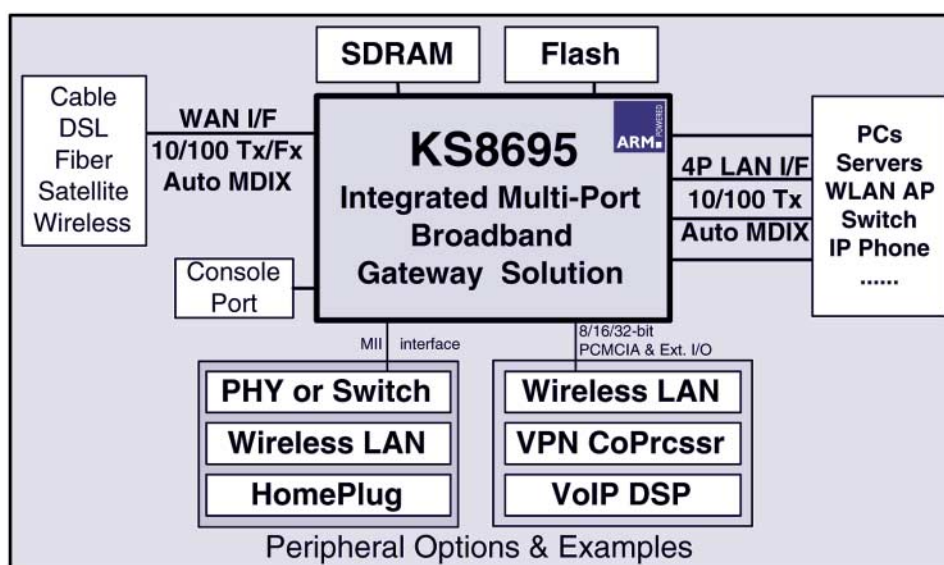 SDRAM
Flash
Cable
DSL
Fiber
Satellite
Wireless
WAN I/F
10/100 Tx/Fx
Auto MDIX
KS8695
Integrated Multi-Port
Broadband
Gateway Solution
ARM
POWERED
4P LAN I/F
10/100 Tx
Auto MDIX
PCs
Servers
WLAN AP
Switch
IP Phone
......
Console
Port
MII interface
8/16/32-bit
PCMCIA & Ext. I/O
PHY or Switch
Wireless LAN
HomePlug
Wireless LAN
VPN CoPrcssr
VoIP DSP
Peripheral Options & Examples